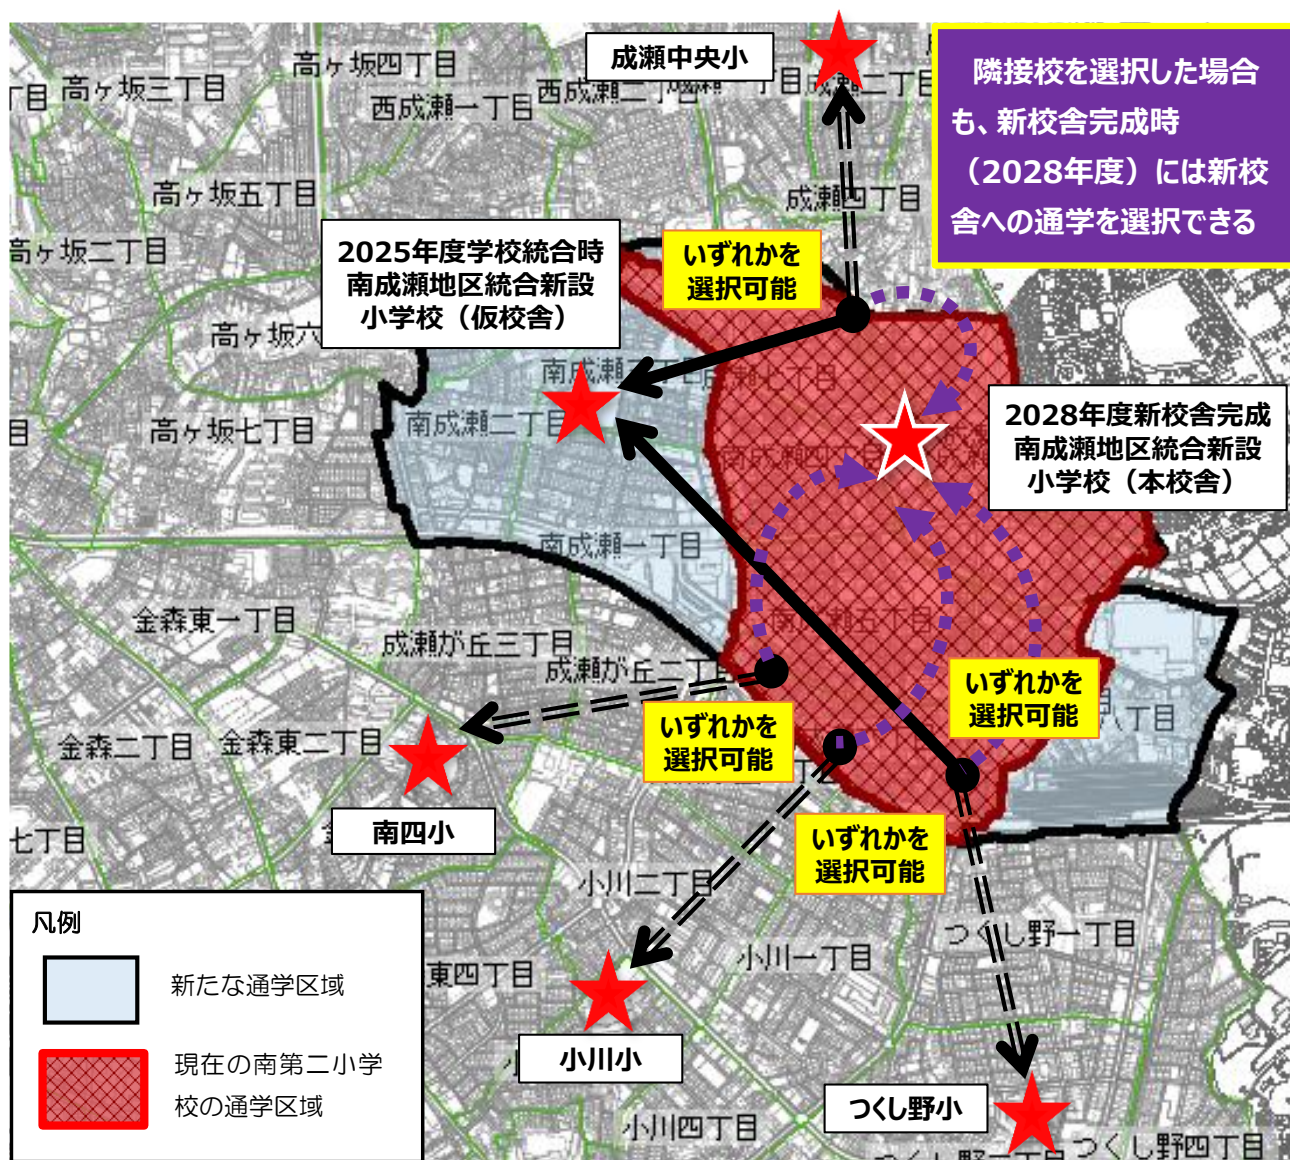 成瀬中央小
隣接校を選択した場合
も、新校舎完成時
（2028年度）には新校
舎への通学を選択できる
高ヶ坂三丁目
高ヶ坂四丁目
西成瀬一丁目
西成瀬二丁目
成瀬二丁目
高ヶ坂五丁目
成瀬四丁目
高ヶ坂二丁目
2025年度学校統合時
南成瀬地区統合新設
小学校（仮校舎）
いずれかを
選択可能
高ヶ坂六
南成瀬二丁目
高ヶ坂七丁目
2028年度新校舎完成
南成瀬地区統合新設
小学校（本校舎）
南成瀬一丁目
金森東一丁目
成瀬が丘三丁目
成瀬が丘二丁目
いずれかを
選択可能
いずれかを
選択可能
八丁目
金森二丁目
金森東二丁目
南四小
いずれかを
選択可能
七丁目
小川二丁目
つくし野一丁目
小川一丁目
東四丁目
凡例
新たな通学区域
現在の南第二小学
校の通学区域
小川小
つくし野小
小川四丁目
つくし野四丁目